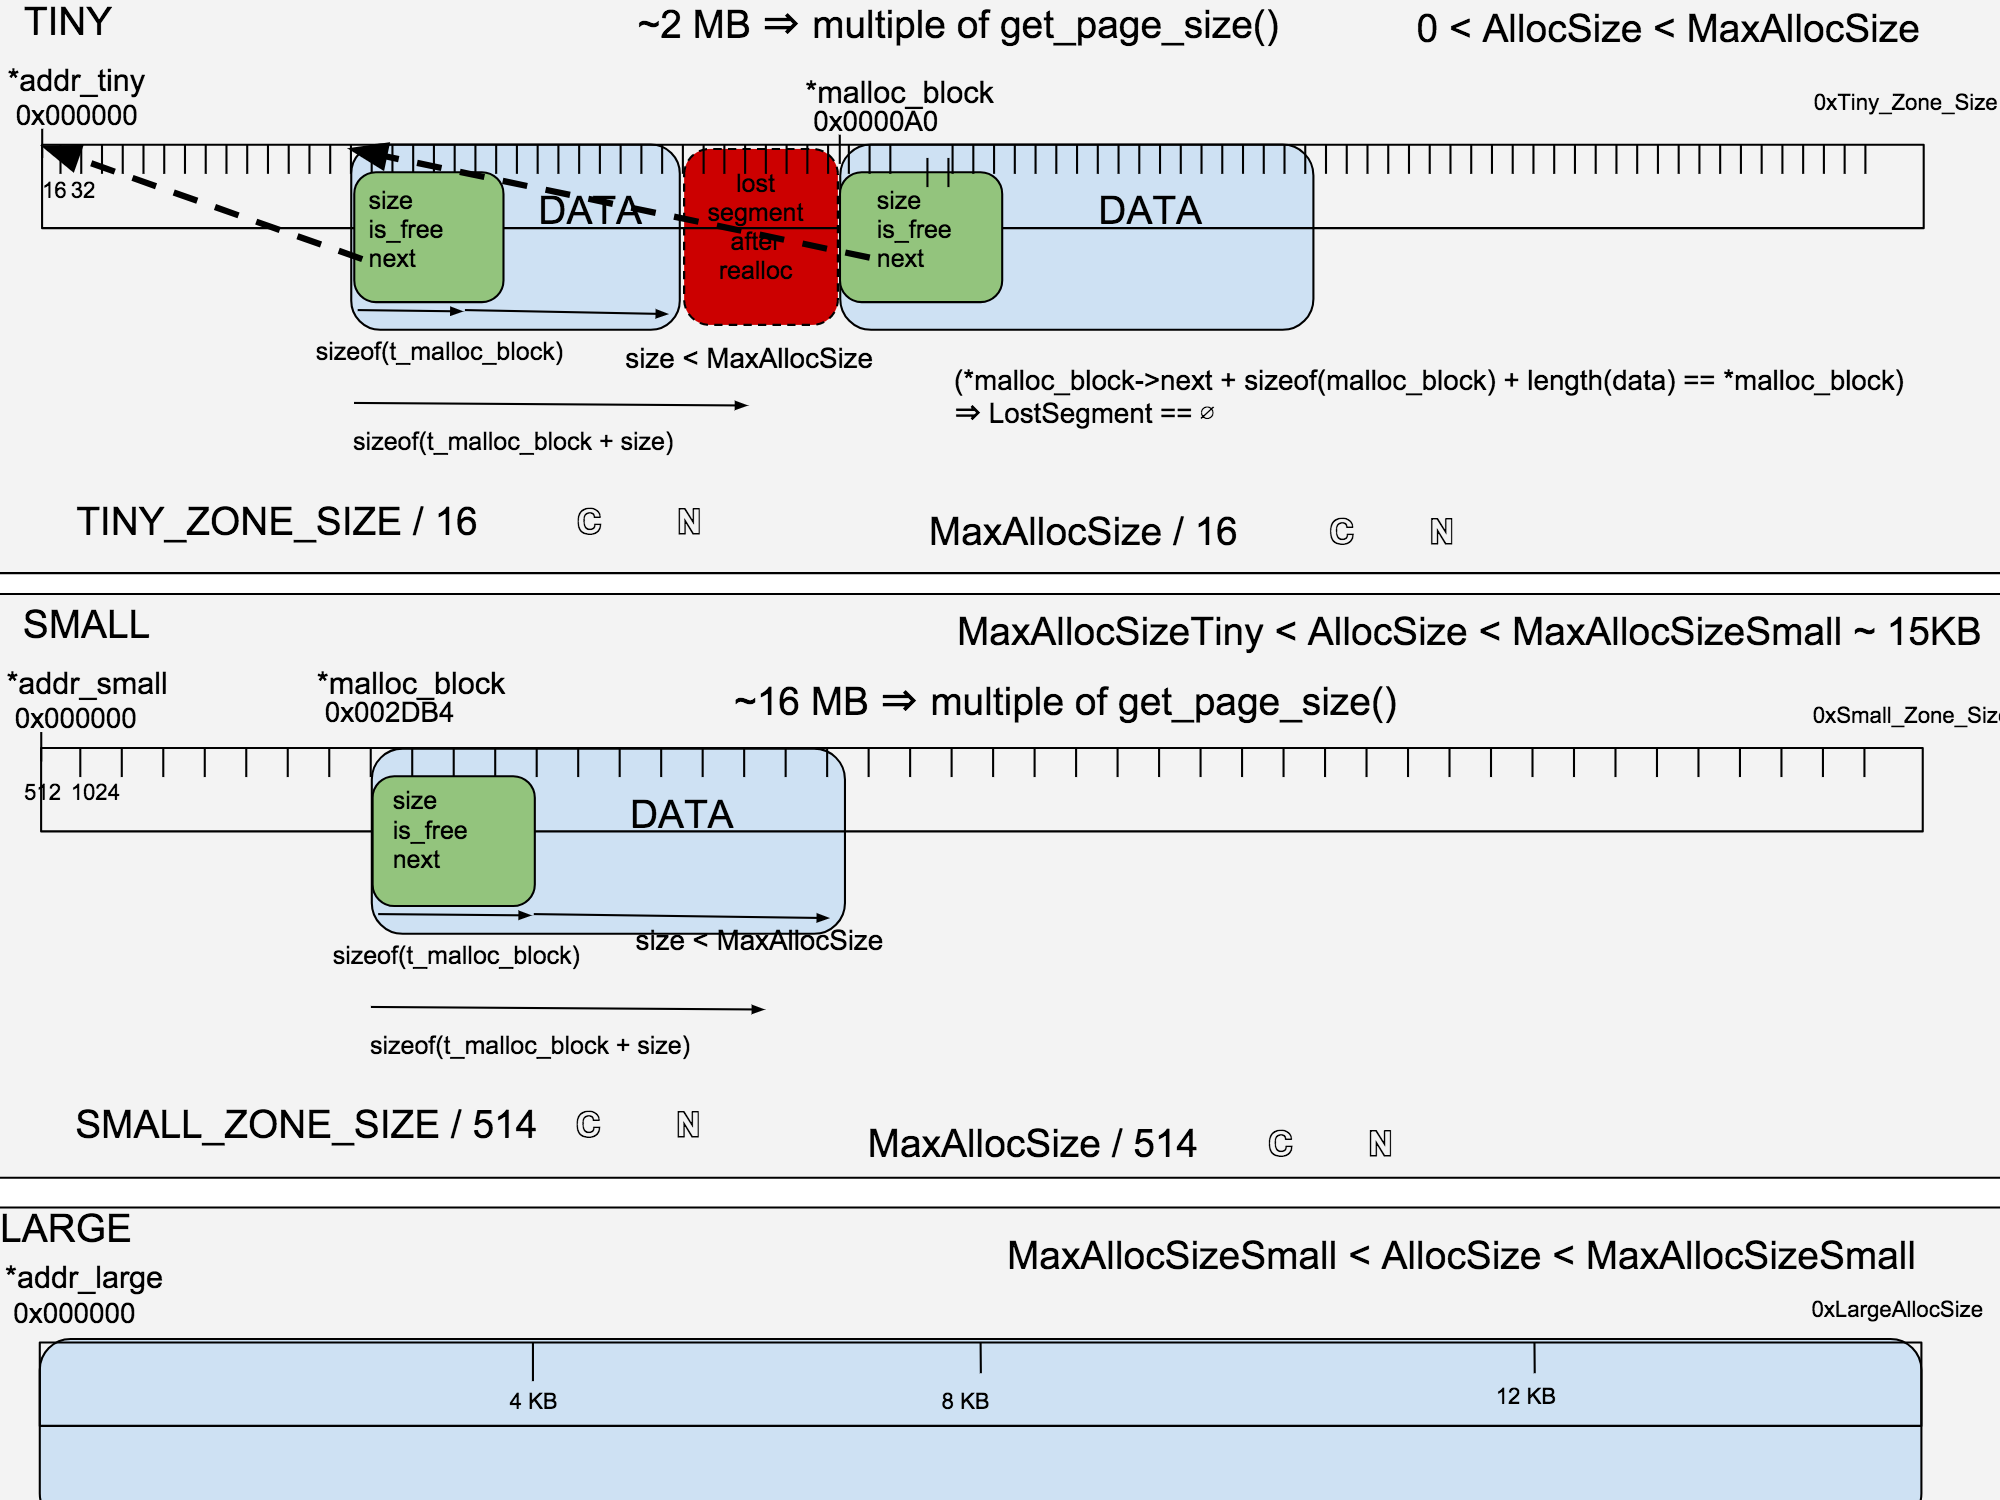 TINY
~2 MB ⇒ multiple of get_page_size()
0 < AllocSize < MaxAllocSize
*addr_tiny
0x000000
*malloc_block
0x0000A0
0xTiny_Zone_Size
16 32
size
is_free
next
DATA
lost
segment
after
realloc
size
is_free
next
DATA
sizeof(t_malloc_block)
size < MaxAllocSize
(*malloc_block->next + sizeof(malloc_block) + length(data) == *malloc_block)
⇒ LostSegment == ∅
sizeof(t_malloc_block + size)
TINY_ZONE_SIZE / 16 ℂ ℕ
MaxAllocSize / 16 ℂ ℕ
SMALL
MaxAllocSizeTiny < AllocSize < MaxAllocSizeSmall ~ 15KB
*addr_small
0x000000
*malloc_block
0x002DB4
~16 MB ⇒ multiple of get_page_size()
0xSmall_Zone_Size
512 1024
size
is_free
next
DATA
sizeof(t_malloc_block)
size < MaxAllocSize
sizeof(t_malloc_block + size)
SMALL_ZONE_SIZE / 514 ℂ ℕ
MaxAllocSize / 514 ℂ ℕ
LARGE
MaxAllocSizeSmall < AllocSize < MaxAllocSizeSmall
*addr_large
0x000000
0xLargeAllocSize
4 KB
8 KB
12 KB